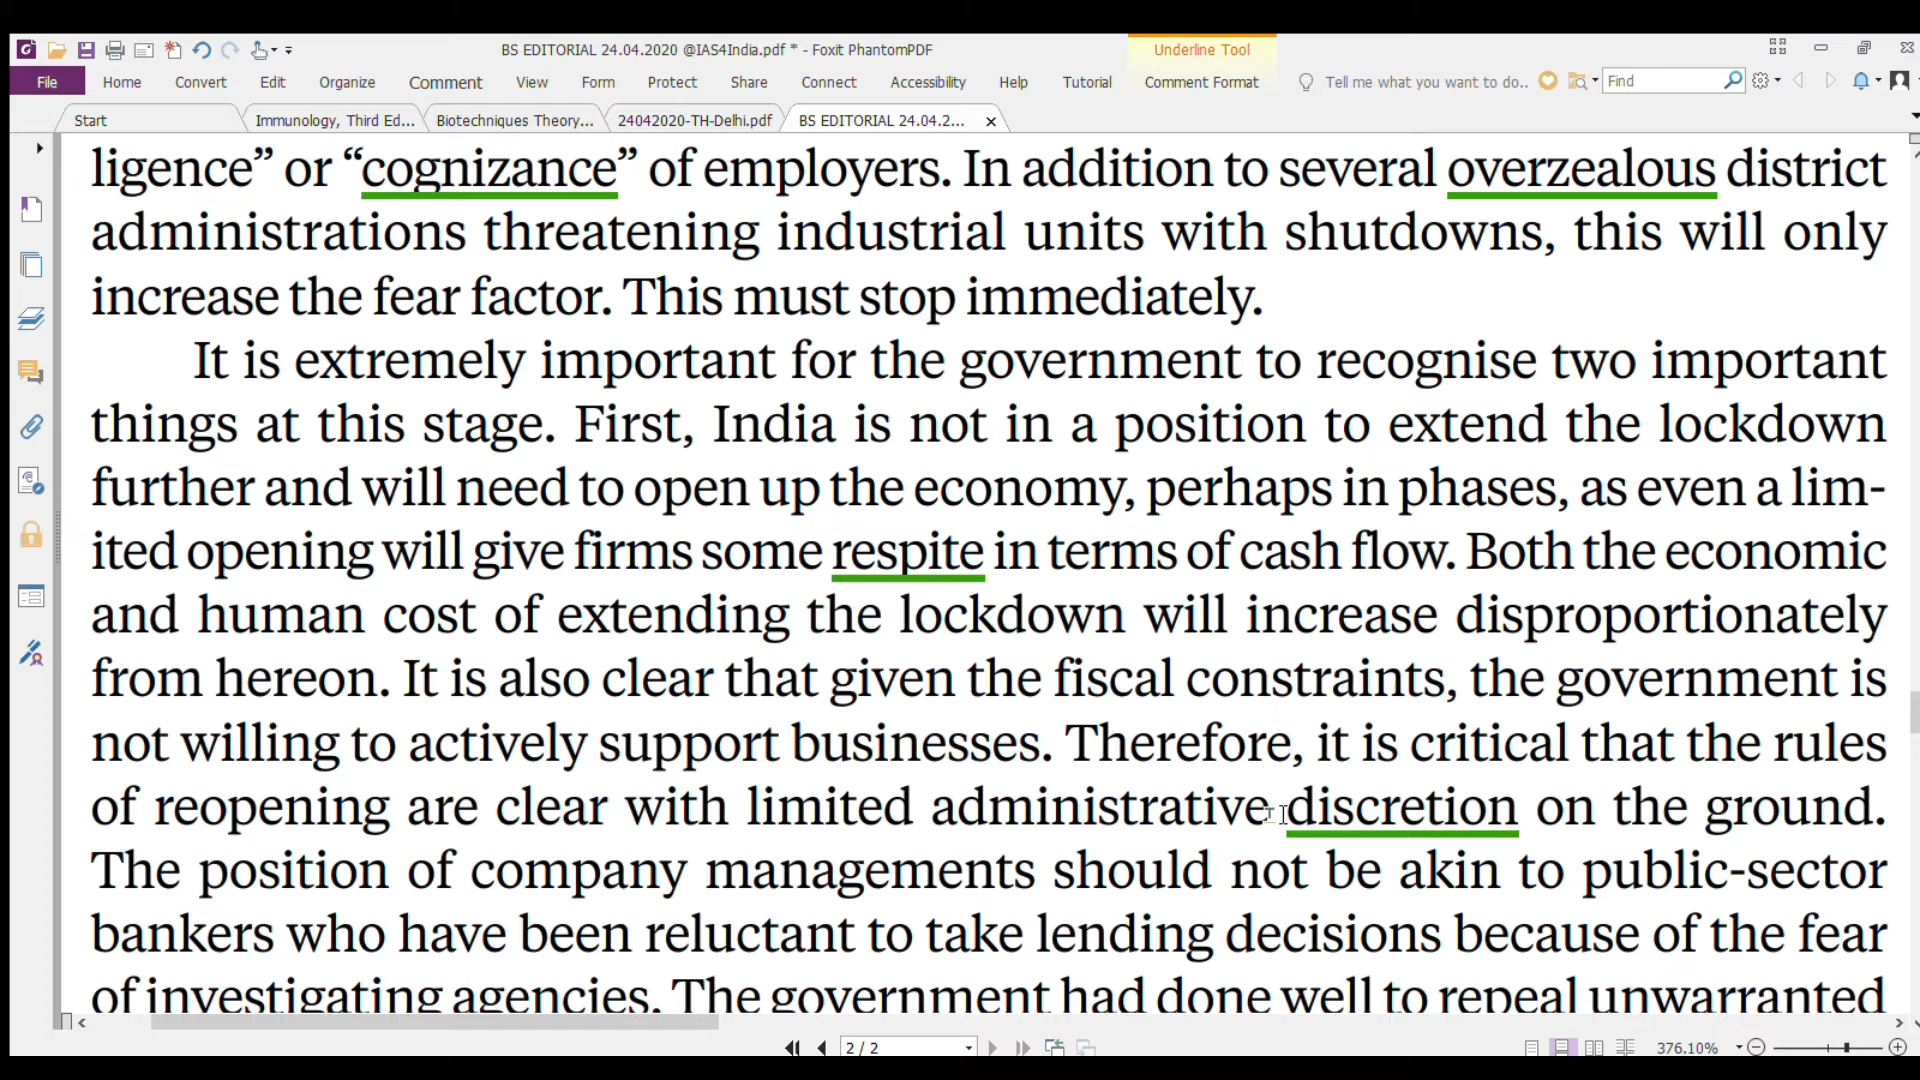 BS EDITORIAL 24.04.2020 @IAS4India.pdf * - Foxit PhantomPDF
Underline Tool
File Home Convert Edit Organize Comment View Form Protect Share Connect Accessibility Help Tutorial Comment Format Tell me what you want to do.. Find
Start Immunology, Third Ed... Biotechniques Theory... 24042020-TH-Delhi.pdf BS EDITORIAL 24.04.2...
ligence” or “cognizance” of employers. In addition to several overzealous district
administrations threatening industrial units with shutdowns, this will only
increase the fear factor. This must stop immediately.
It is extremely important for the government to recognise two important
things at this stage. First, India is not in a position to extend the lockdown
further and will need to open up the economy, perhaps in phases, as even a lim-
ited opening will give firms some respite in terms of cash flow. Both the economic
and human cost of extending the lockdown will increase disproportionately
from hereon. It is also clear that given the fiscal constraints, the government is
not willing to actively support businesses. Therefore, it is critical that the rules
of reopening are clear with limited administrative discretion on the ground.
The position of company managements should not be akin to public-sector
bankers who have been reluctant to take lending decisions because of the fear
of investigating agencies. The government had done well to repeal unwarranted
2 / 2
376.10%